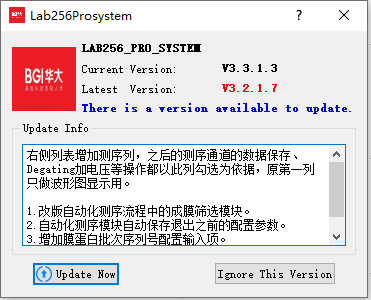 Lab256Prosystem
LAB256_PRO_SYSTEM
Current Version: V3.3.1.3
Latest Version: V3.2.1.7
There is a version available to update.
BGI华大
Update Info
右侧列表增加测序列，之后的测序通道的数据保存、
Degating加电压等操作都以此列勾选为依据，原第一列
只做波形图显示用。
1.改版自动化测序流程中的成膜筛选模块。
2.自动化测序模块自动保存退出之前的配置参数。
3.增加膜蛋白批次序列号配置输入项。
Update Now
Ignore This Version